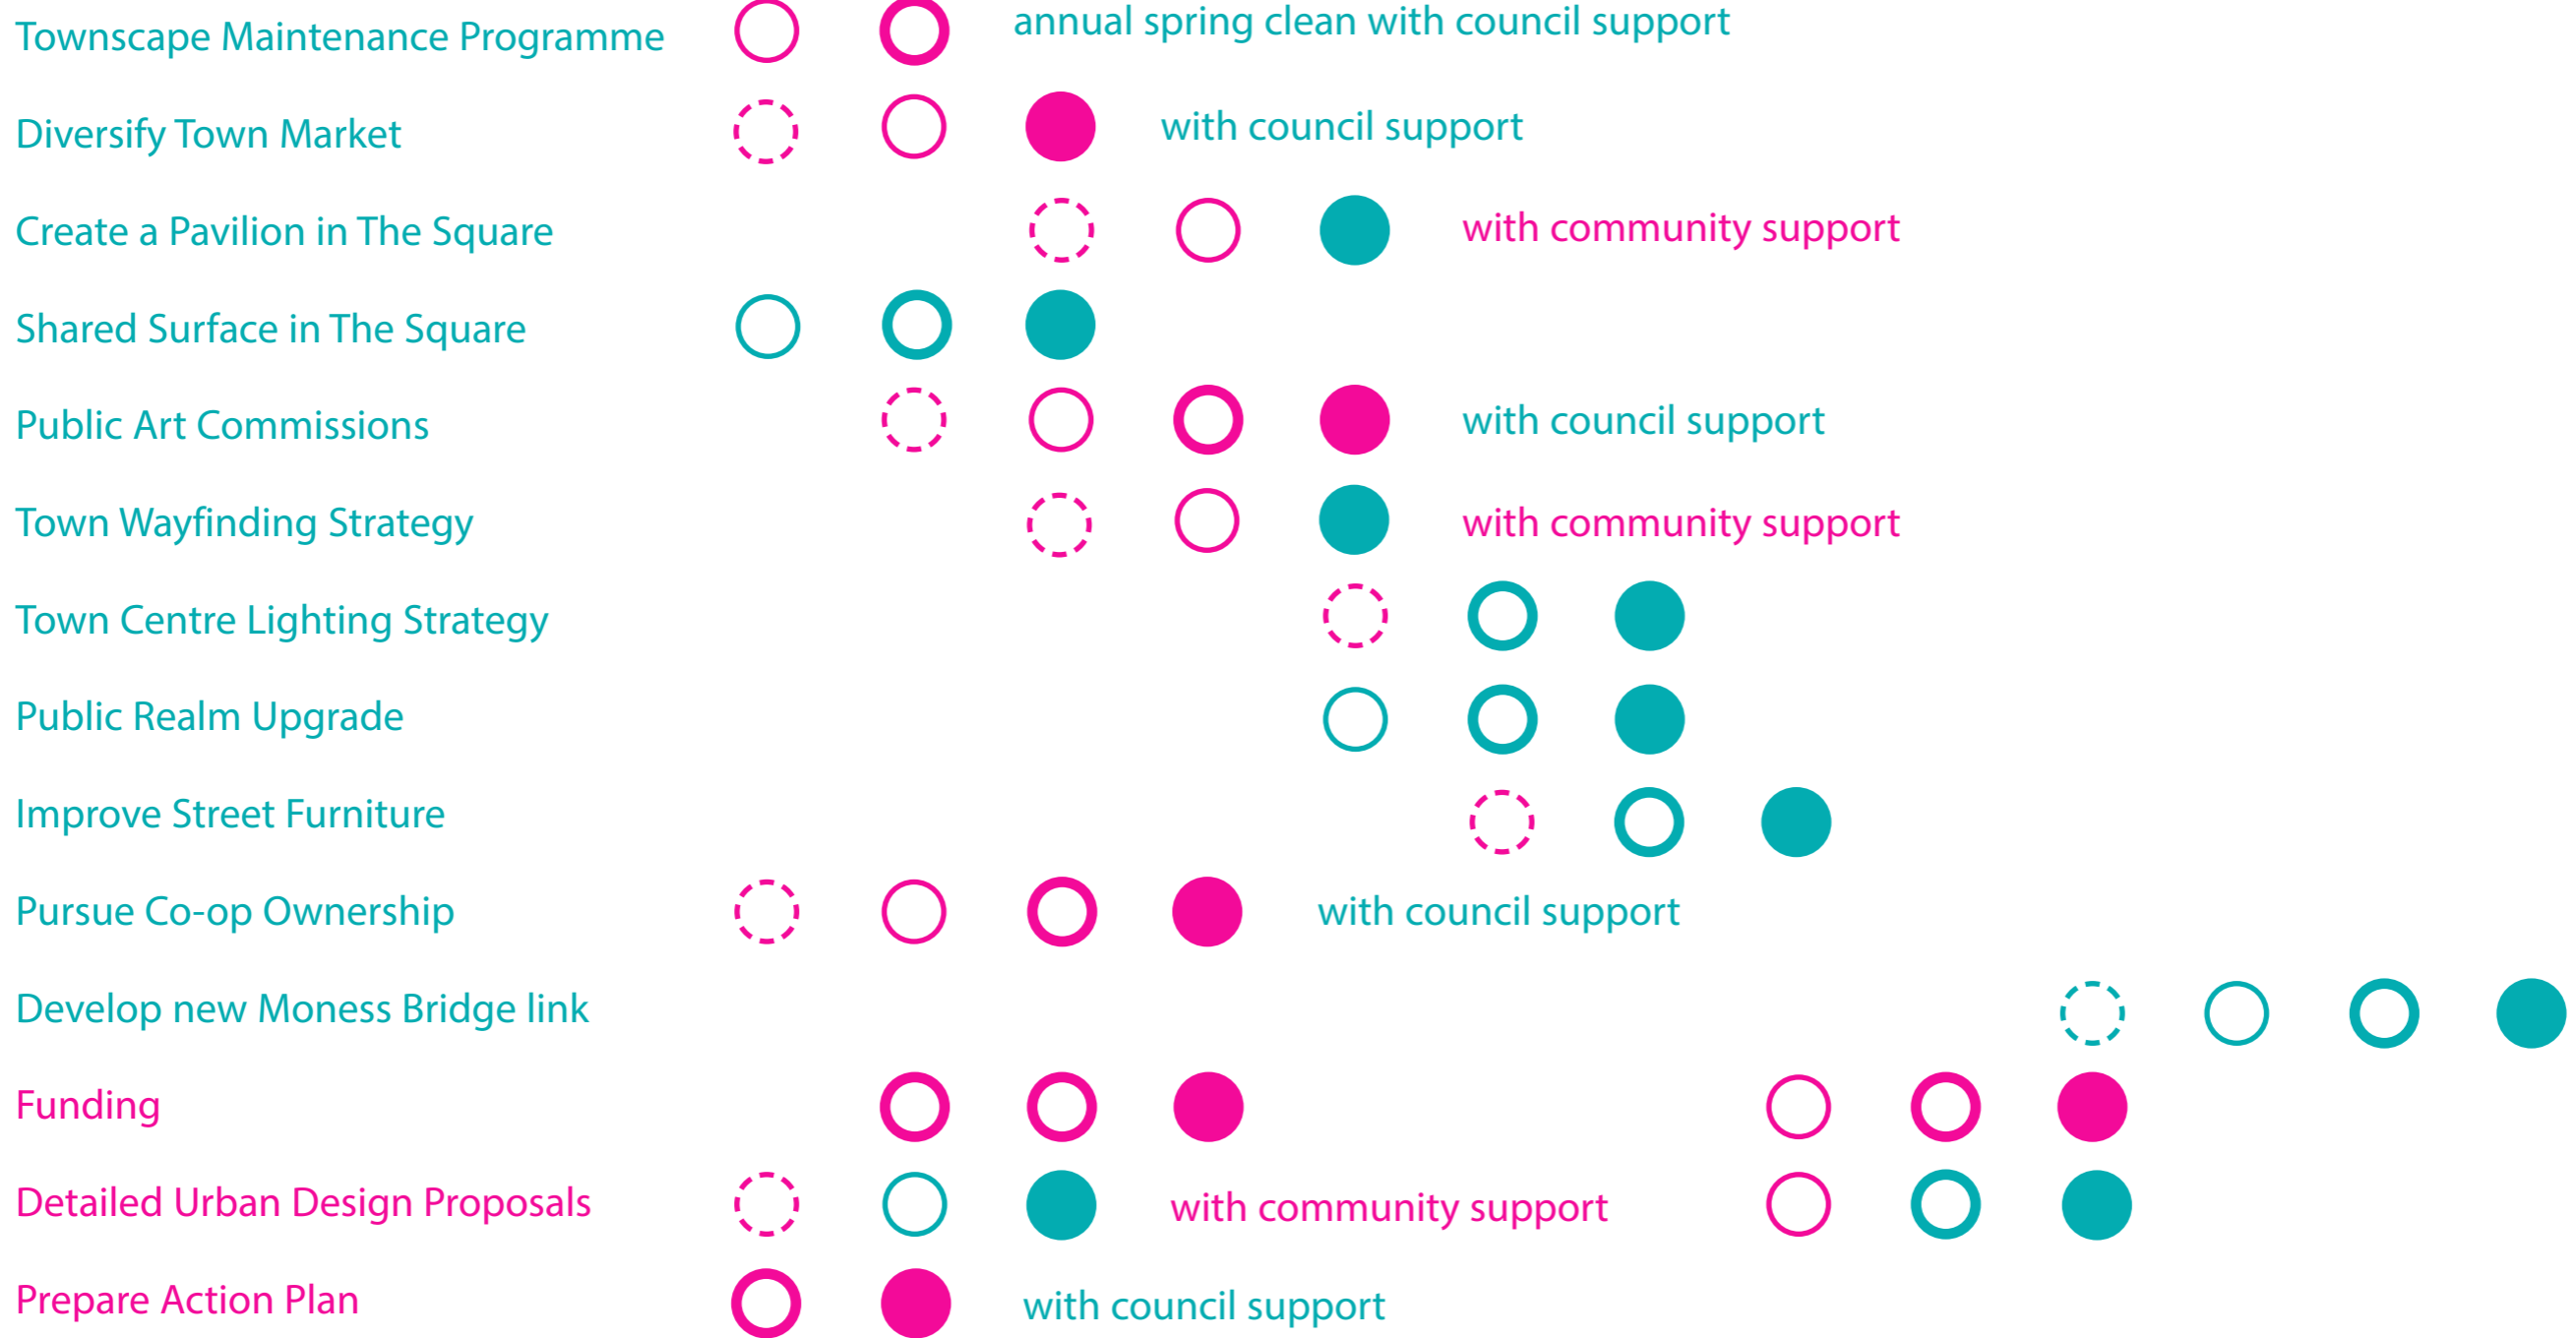 Townscape Maintenance Programme
annual spring clean with council support
Diversify Town Market
with council support
Create a Pavilion in The Square
with community support
Shared Surface in The Square
Public Art Commissions
with council support
Town Wayfinding Strategy
with community support
Town Centre Lighting Strategy
Public Realm Upgrade
Improve Street Furniture
Pursue Co-op Ownership
with council support
Develop new Moness Bridge link
Funding
Detailed Urban Design Proposals
with community support
Prepare Action Plan
with council support